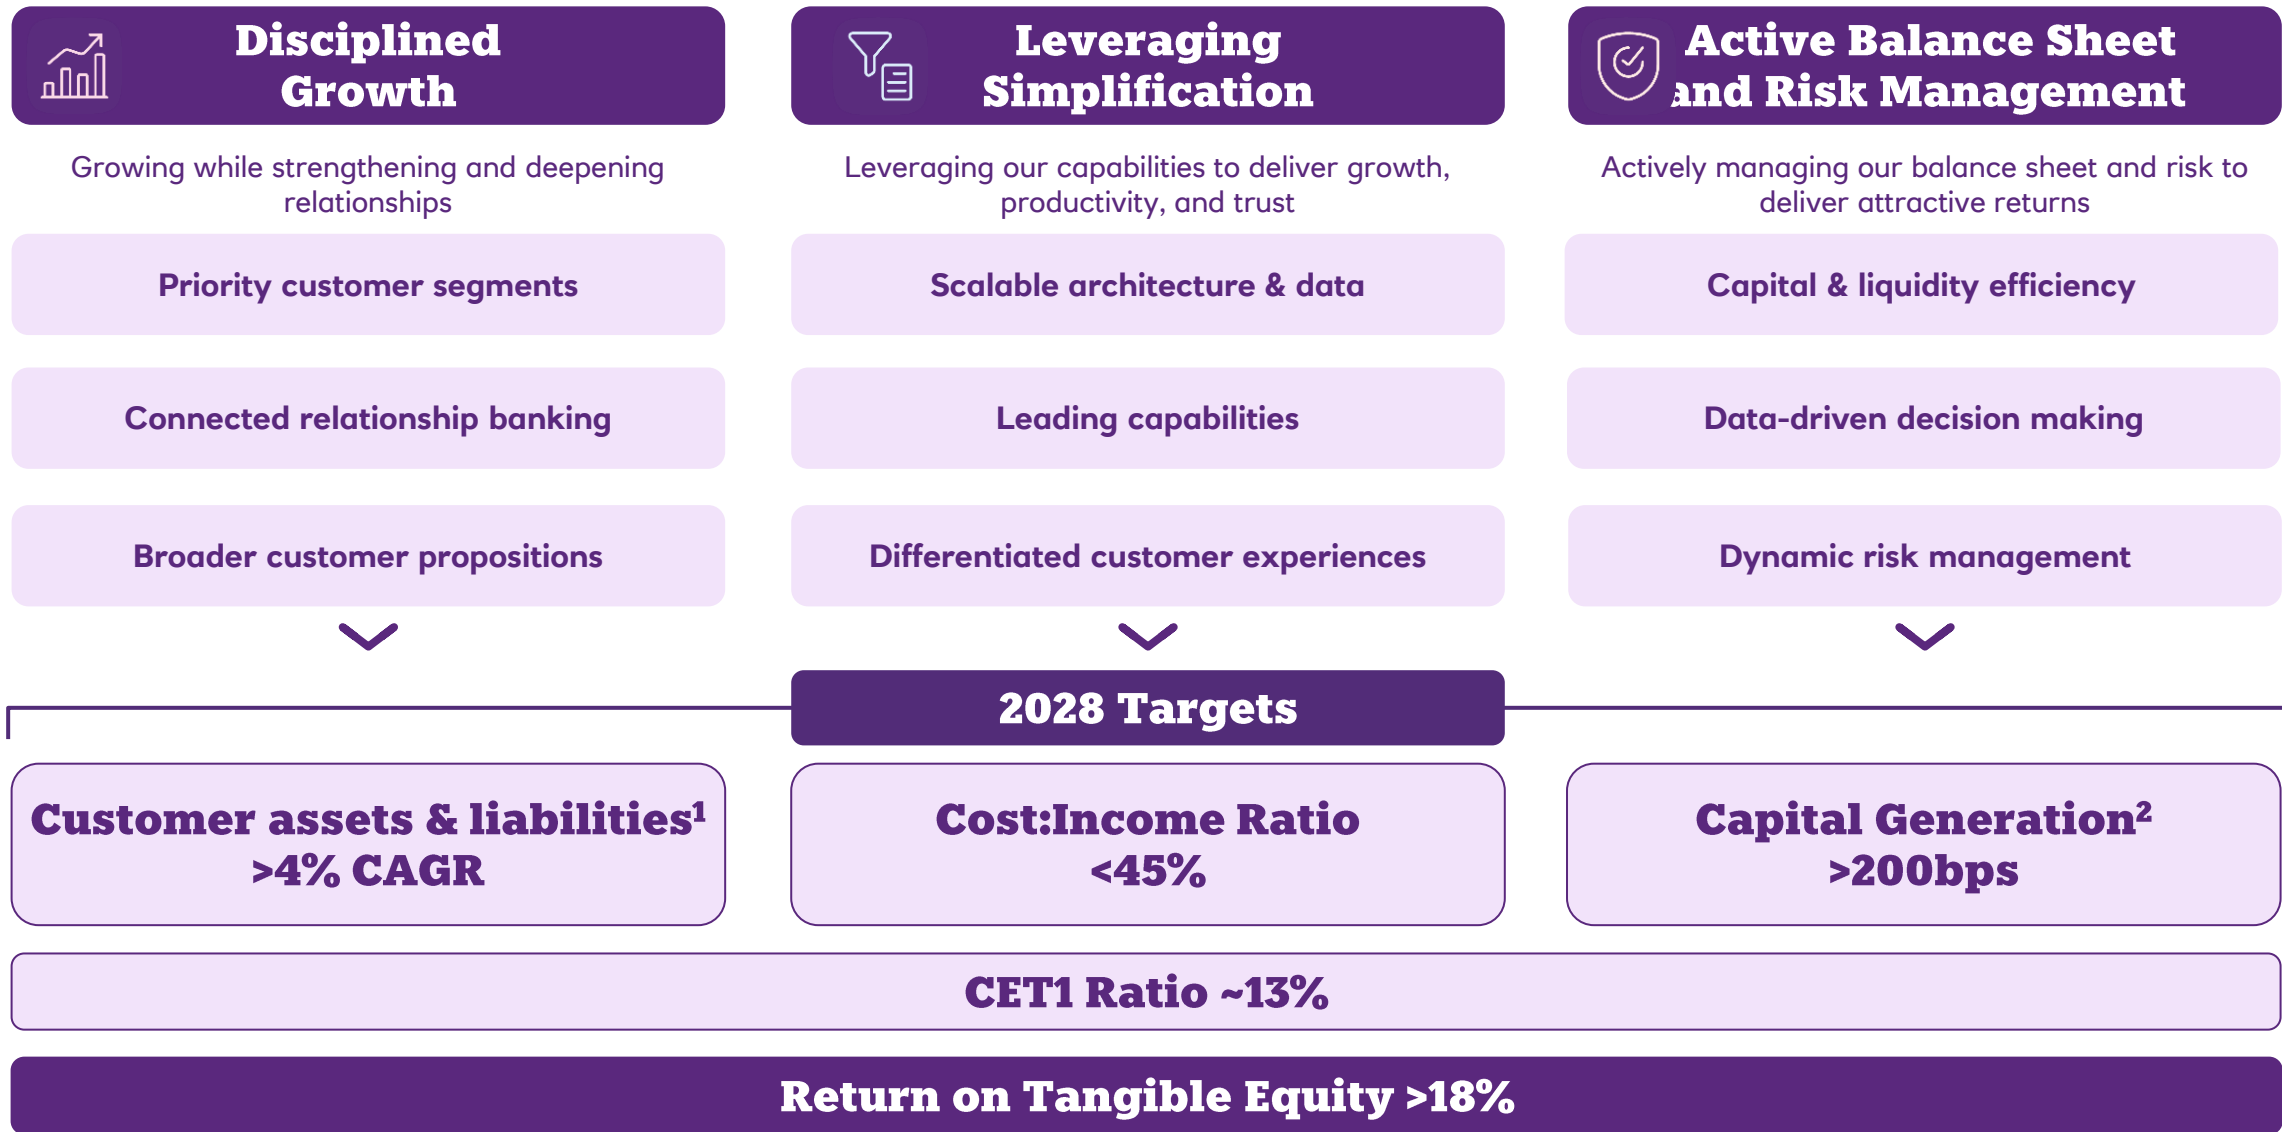 Disciplined
Growth
Growing while strengthening and deepening
relationships
Priority customer segments
Connected relationship banking
Broader customer propositions
Leveraging
Simplification
Leveraging our capabilities to deliver growth,
productivity, and trust
Scalable architecture & data
Leading capabilities
Differentiated customer experiences
Active Balance Sheet
and Risk Management
Actively managing our balance sheet and risk to
deliver attractive returns
Capital & liquidity efficiency
Data-driven decision making
Dynamic risk management
2028 Targets
Customer assets & liabilities¹
>4% CAGR
Cost:Income Ratio
<45%
Capital Generation²
>200bps
CET1 Ratio ~13%
Return on Tangible Equity >18%